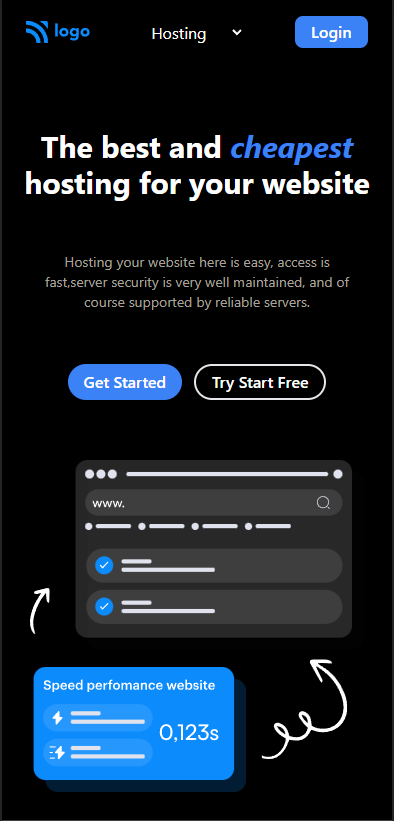 logo
Hosting
Login
The best and cheapest
hosting for your website
Hosting your website here is easy, access is
fast,server security is very well maintained, and of
course supported by reliable servers.
Get Started
Try Start Free
www.
Speed perfomance website
0,123s